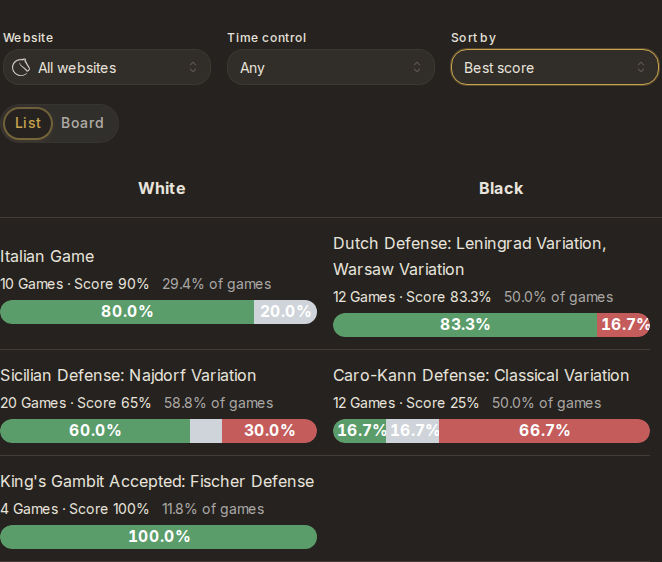 Website
Time control
Sort by
All websites
Any
Best score
List
Board
White
Black
Italian Game
10 Games · Score 90% 29.4% of games
80.0% 20.0%
Dutch Defense: Leningrad Variation,
Warsaw Variation
12 Games · Score 83.3% 50.0% of games
83.3% 16.7%
Sicilian Defense: Najdorf Variation
20 Games · Score 65% 58.8% of games
60.0% 30.0%
Caro-Kann Defense: Classical Variation
12 Games · Score 25% 50.0% of games
16.7% 16.7% 66.7%
King's Gambit Accepted: Fischer Defense
4 Games · Score 100% 11.8% of games
100.0%